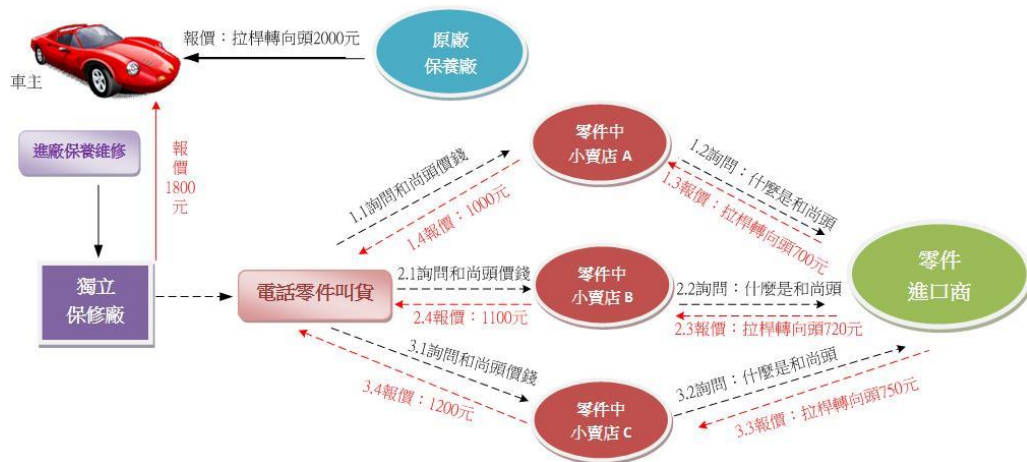 報價：拉桿轉向頭2000元
原廠
保養廠
車主
進廠保養維修
報
價
1800
元
獨立
保修廠
電話零件叫貨
1.1詢問和尚頭價錢
1.4報價：1000元
零件中
小賣店 A
1.2詢問：什麼是和尚頭
1.3報價：拉桿轉向頭700元
2.1詢問和尚頭價錢
2.4報價：1100元
零件中
小賣店 B
2.2詢問：什麼是和尚頭
2.3報價：拉桿轉向頭720元
零件
進口商
3.1詢問和尚頭價錢
3.4報價：1200元
零件中
小賣店 C
3.2詢問：什麼是和尚頭
3.3報價：拉桿轉向頭750元